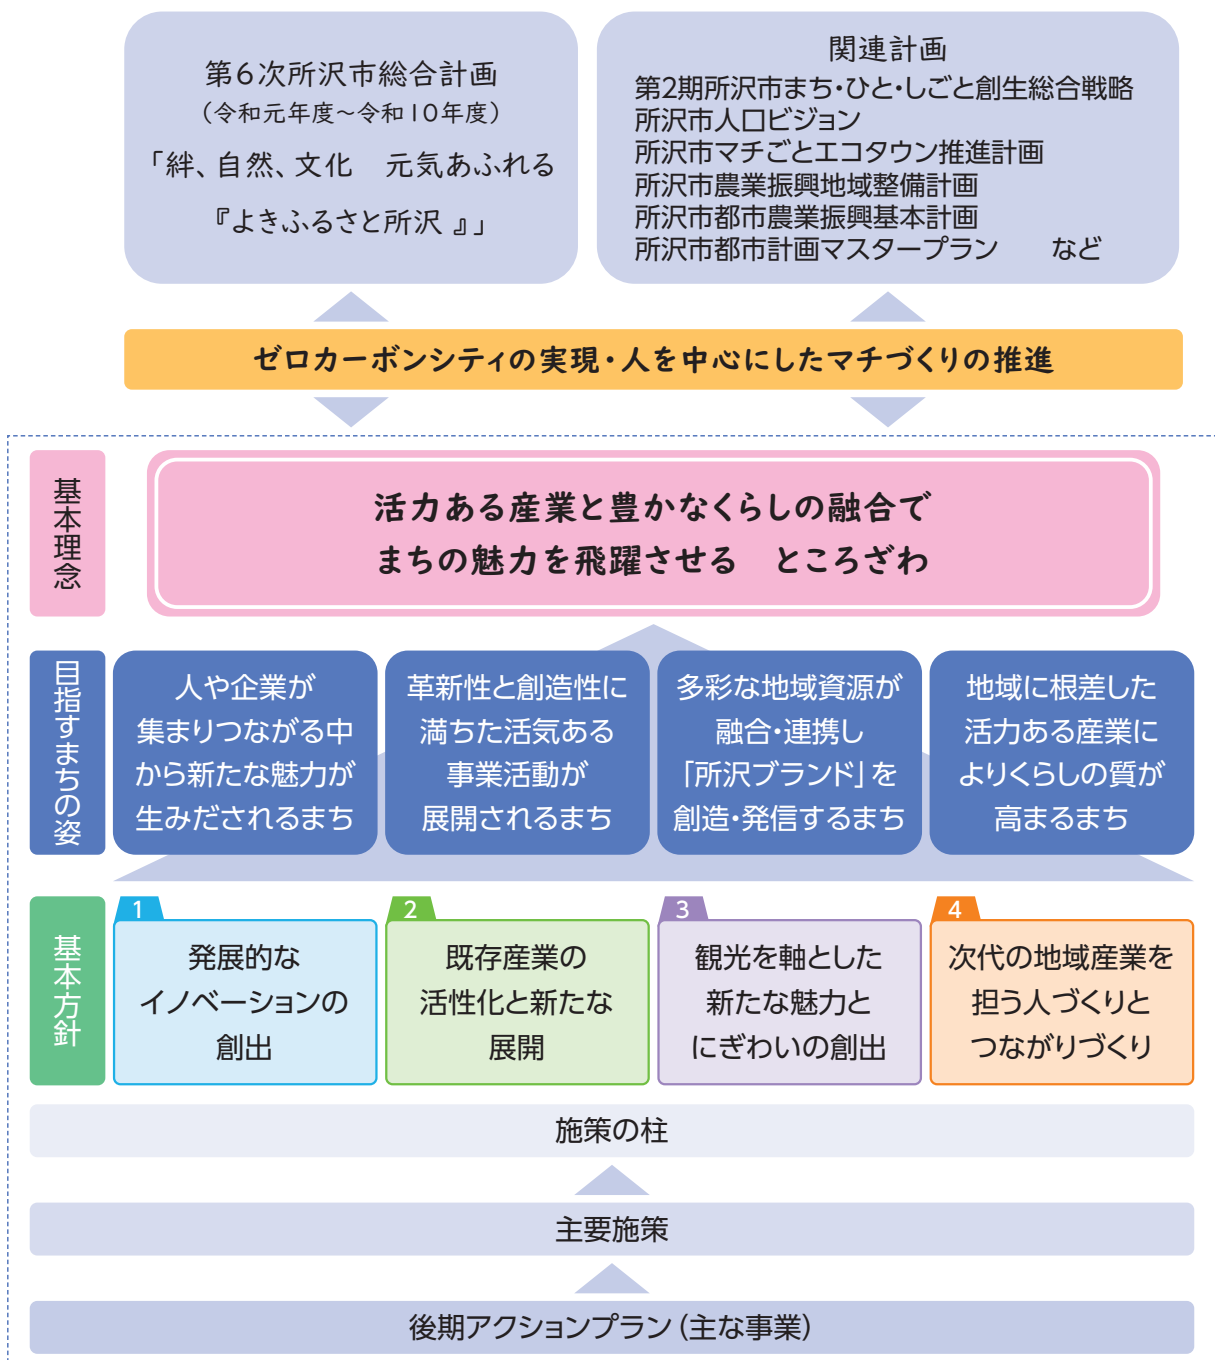 第6次所沢市総合計画
（令和元年度～令和10年度）
「絆、自然、文化　元気あふれる
『よきふるさと所沢 』」
関連計画
第2期所沢市まち・ひと・しごと創生総合戦略
所沢市人口ビジョン
所沢市マチごとエコタウン推進計画
所沢市農業振興地域整備計画
所沢市都市農業振興基本計画
所沢市都市計画マスタープラン　　など
ゼロカーボンシティの実現・人を中心にしたマチづくりの推進
基本理念
活力ある産業と豊かなくらしの融合で
まちの魅力を飛躍させる　ところざわ
目指すまちの姿
人や企業が
集まりつながる中
から新たな魅力が
生みだされるまち
革新性と創造性に
満ちた活気ある
事業活動が
展開されるまち
多彩な地域資源が
融合・連携し
「所沢ブランド」を
創造・発信するまち
地域に根差した
活力ある産業に
よりくらしの質が
高まるまち
基本方針
1
発展的な
イノベーションの
創出
2
既存産業の
活性化と新たな
展開
3
観光を軸とした
新たな魅力と
にぎわいの創出
4
次代の地域産業を
担う人づくりと
つながりづくり
施策の柱
主要施策
後期アクションプラン（主な事業）